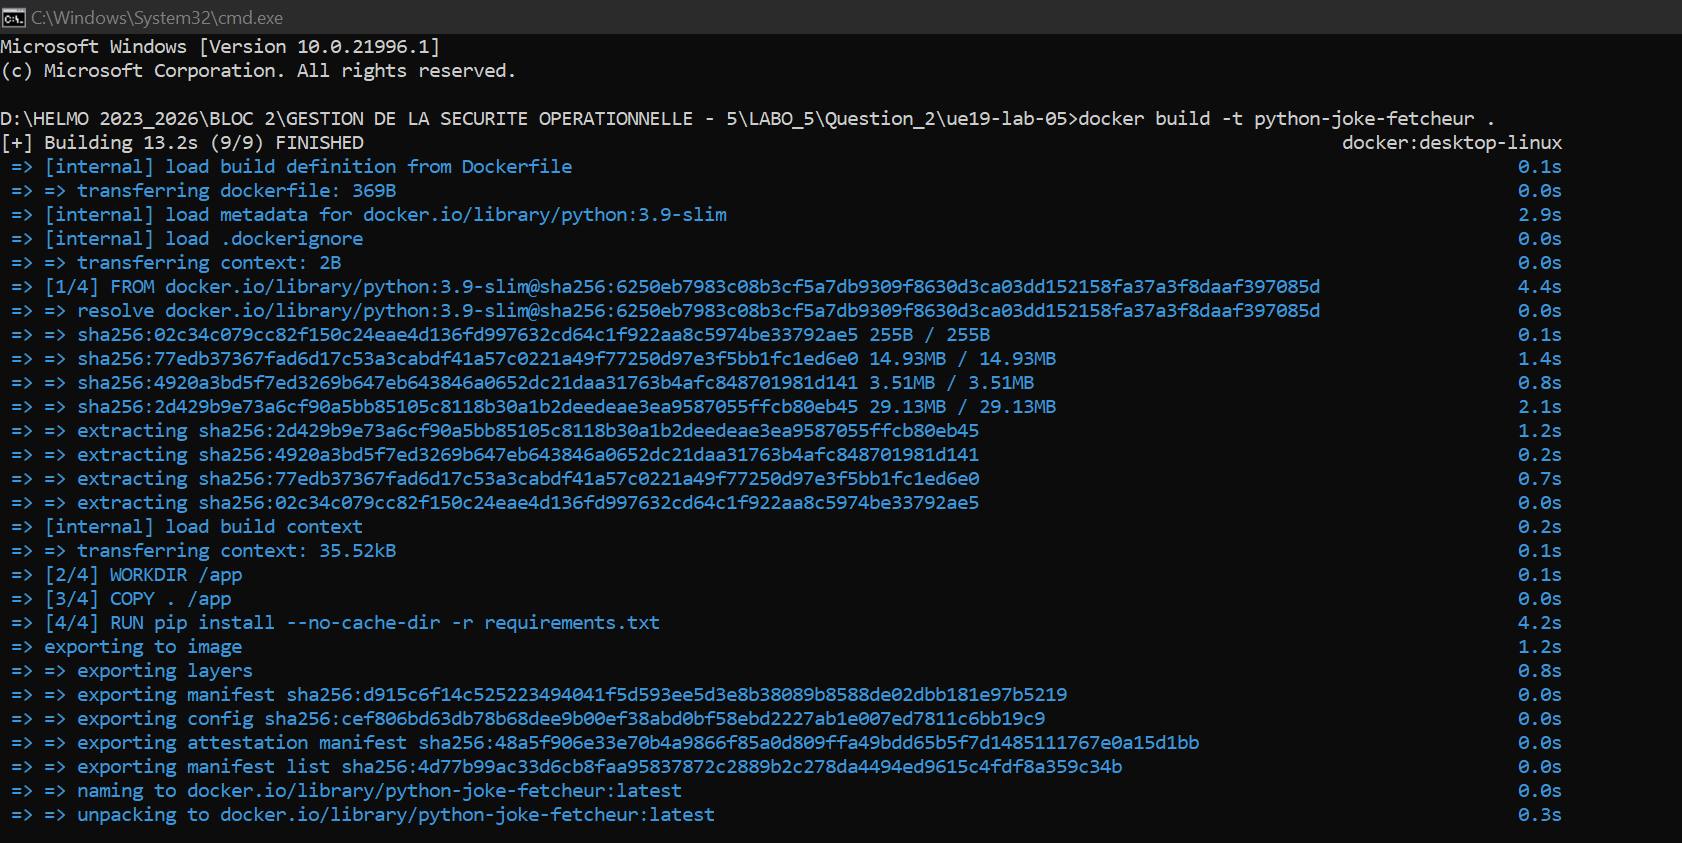 C:\Windows\System32\cmd.exe
Microsoft Windows [Version 10.0.21996.1]
(c) Microsoft Corporation. All rights reserved.
D:\HELMO 2023_2026\BLOC 2\GESTION DE LA SECURITE OPERATIONNELLE - 5\LABO_5\Question_2\ue19-lab-05>docker build -t python-joke-fetcheur .
[+] Building 13.2s (9/9) FINISHED docker:desktop-linux
=> [internal] load build definition from Dockerfile 0.1s
=> => transferring dockerfile: 369B 0.0s
=> [internal] load metadata for docker.io/library/python:3.9-slim 2.9s
=> [internal] load .dockerignore 0.0s
=> => transferring context: 2B 0.0s
=> [1/4] FROM docker.io/library/python:3.9-slim@sha256:6250eb7983c08b3cf5a7db9309f8630d3ca03dd152158fa37a3f8daaf397085d 4.4s
=> => resolve docker.io/library/python:3.9-slim@sha256:6250eb7983c08b3cf5a7db9309f8630d3ca03dd152158fa37a3f8daaf397085d 0.0s
=> => sha256:02c34c079cc82f150c24eae4d136fd997632cd64c1f922aa8c5974be33792ae5 255B / 255B 0.1s
=> => sha256:77edb37367fad6d17c53a3cabdf41a57c0221a49f77250d97e3f5bb1fc1ed6e0 14.93MB / 14.93MB 1.4s
=> => sha256:4920a3bd5f7ed3269b647eb643846a0652dc21daa31763b4afc848701981d141 3.51MB / 3.51MB 0.8s
=> => sha256:2d429b9e73a6cf90a5bb85105c8118b30a1b2deedeae3ea9587055ffcb80eb45 29.13MB / 29.13MB 2.1s
=> => extracting sha256:2d429b9e73a6cf90a5bb85105c8118b30a1b2deedeae3ea9587055ffcb80eb45 1.2s
=> => extracting sha256:4920a3bd5f7ed3269b647eb643846a0652dc21daa31763b4afc848701981d141 0.2s
=> => extracting sha256:77edb37367fad6d17c53a3cabdf41a57c0221a49f77250d97e3f5bb1fc1ed6e0 0.7s
=> => extracting sha256:02c34c079cc82f150c24eae4d136fd997632cd64c1f922aa8c5974be33792ae5 0.0s
=> [internal] load build context 0.2s
=> => transferring context: 35.52kB 0.1s
=> [2/4] WORKDIR /app 0.1s
=> [3/4] COPY . /app 0.0s
=> [4/4] RUN pip install --no-cache-dir -r requirements.txt 4.2s
=> exporting to image 1.2s
=> => exporting layers 0.8s
=> => exporting manifest sha256:d915c6f14c525223494041f5d593ee5d3e8b38089b8588de02dbb181e97b5219 0.0s
=> => exporting config sha256:cef806bd63db78b68dee9b00ef38abd0bf58ebd2227ab1e007ed7811c6bb19c9 0.0s
=> => exporting attestation manifest sha256:48a5f906e33e70b4a9866f85a0d809ffa49bdd65b5f7d1485111767e0a15d1bb 0.0s
=> => exporting manifest list sha256:4d77b99ac33d6cb8faa95837872c2889b2c278da4494ed9615c4fdf8a359c34b 0.0s
=> => naming to docker.io/library/python-joke-fetcheur:latest 0.0s
=> => unpacking to docker.io/library/python-joke-fetcheur:latest 0.3s